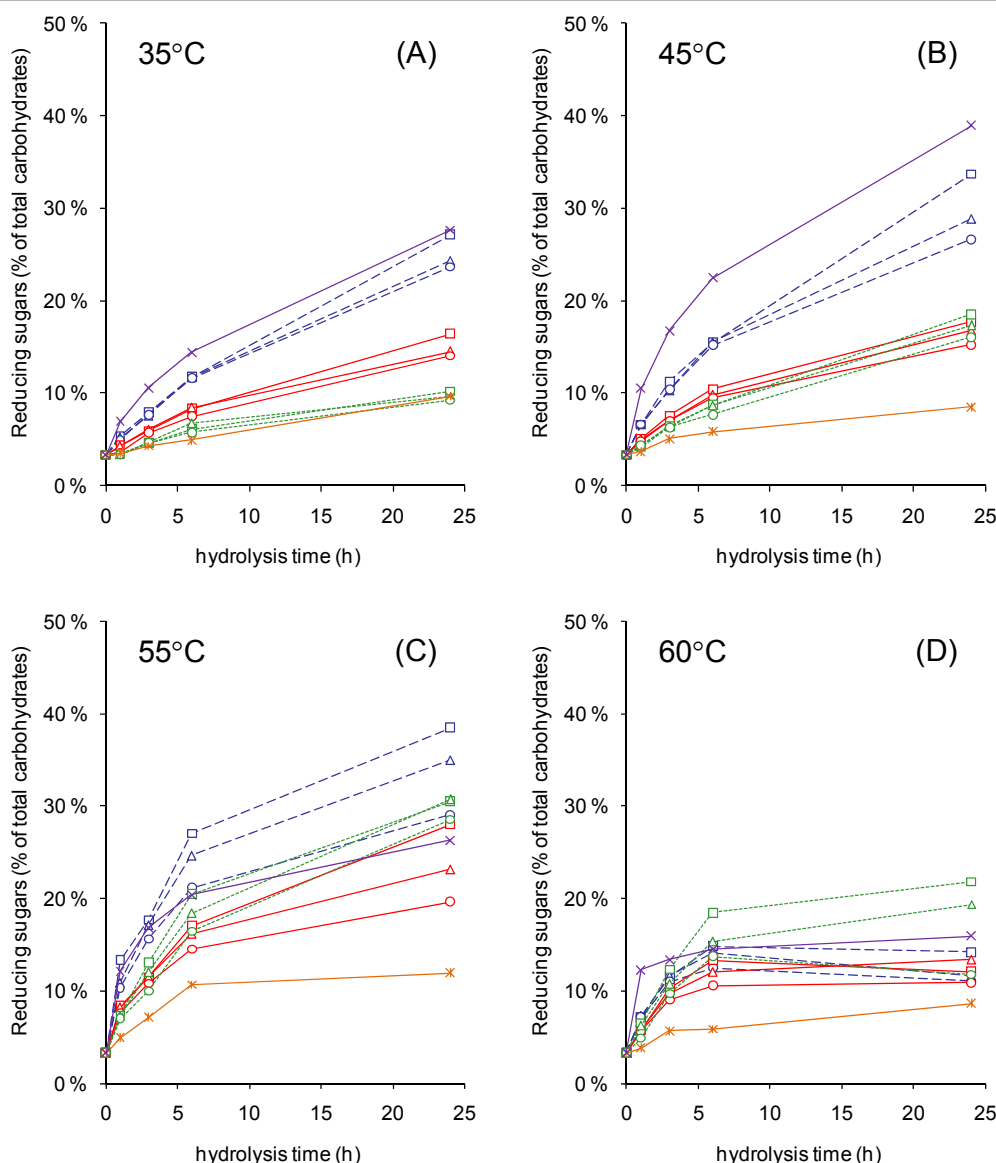 35°C (A)
Reducing sugars (% of total carbohydrates)
50 %
40 %
30 %
20 %
10 %
0 %
0 5 10 15 20 25
hydrolysis time (h)
45°C (B)
Reducing sugars (% of total carbohydrates)
50 %
40 %
30 %
20 %
10 %
0 %
0 5 10 15 20 25
hydrolysis time (h)
55°C (C)
Reducing sugars (% of total carbohydrates)
50 %
40 %
30 %
20 %
10 %
0 %
0 5 10 15 20 25
hydrolysis time (h)
60°C (D)
Reducing sugars (% of total carbohydrates)
50 %
40 %
30 %
20 %
10 %
0 %
0 5 10 15 20 25
hydrolysis time (h)